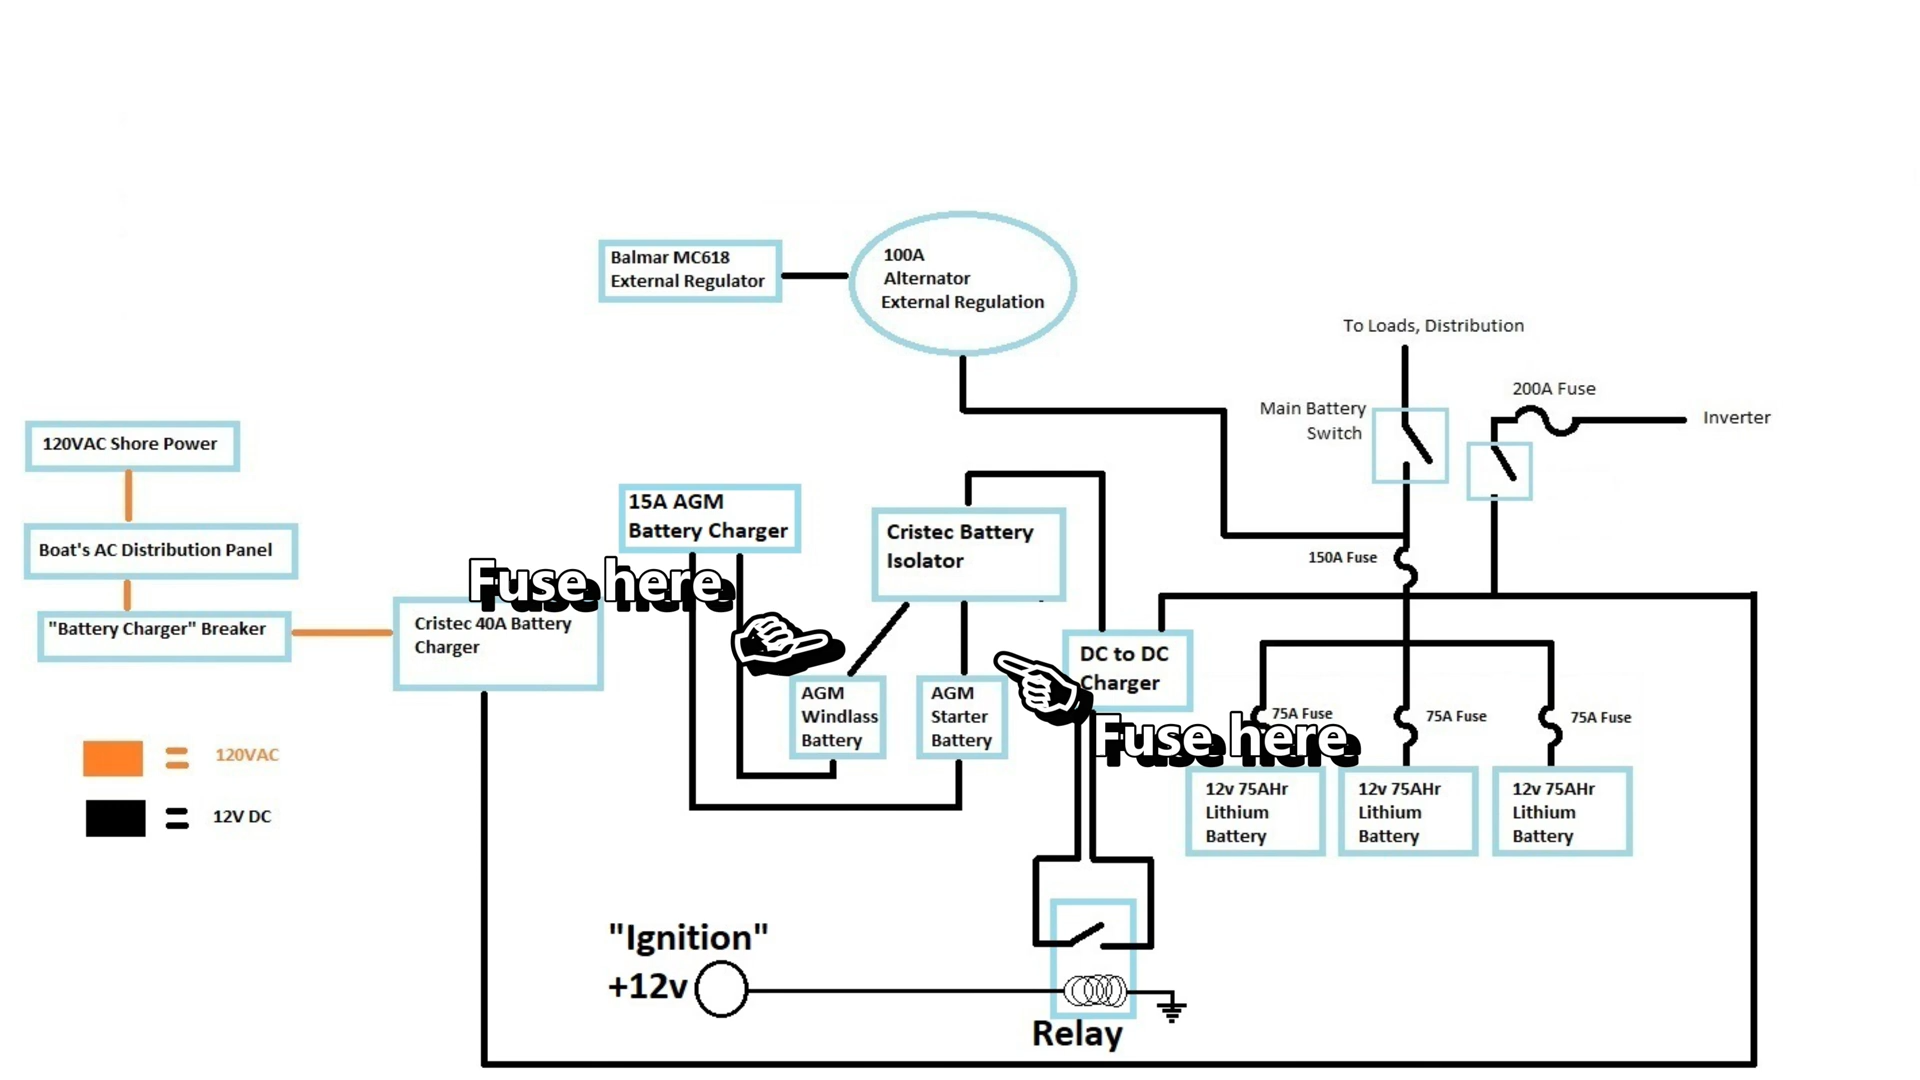 Balmar MC618
External Regulator
100A
Alternator
External Regulation
To Loads, Distribution
Main Battery
Switch
200A Fuse
Inverter
120VAC Shore Power
Boat's AC Distribution Panel
"Battery Charger" Breaker
Cristec 40A Battery
Charger
15A AGM
Battery Charger
Cristec Battery
Isolator
150A Fuse
Fuse here
DC to DC
Charger
AGM
Windlass
Battery
AGM
Starter
Battery
Fuse here
75A Fuse
75A Fuse
75A Fuse
12v 75AHr
Lithium
Battery
12v 75AHr
Lithium
Battery
12v 75AHr
Lithium
Battery
120VAC
12V DC
"Ignition"
+12v
Relay